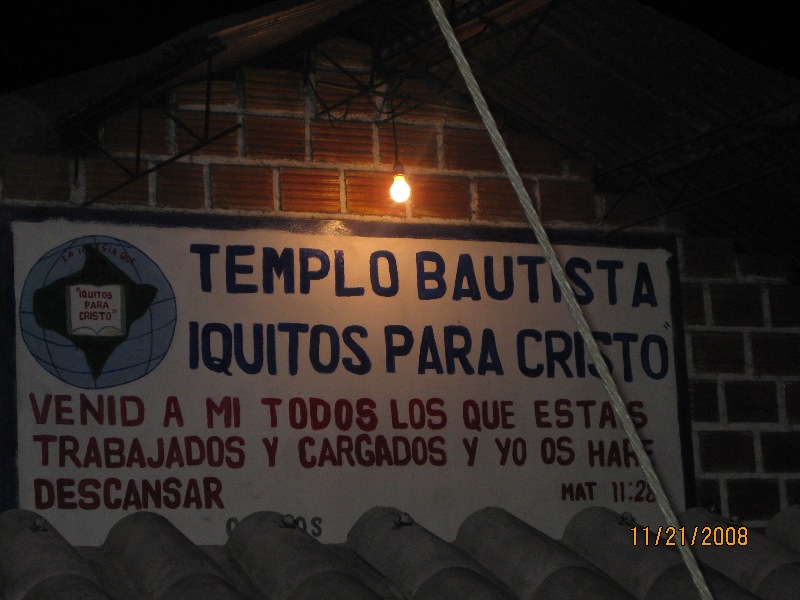 LA IGLESIA QUE
"IQUITOS
PARA
CRISTO"
TEMPLO BAUTISTA
IQUITOS PARA CRISTO"
VENID A MI TODOS LOS QUE ESTAIS
TRABAJADOS Y CARGADOS Y YO OS HARE
DESCANSAR
MAT 11:28
11/21/2008